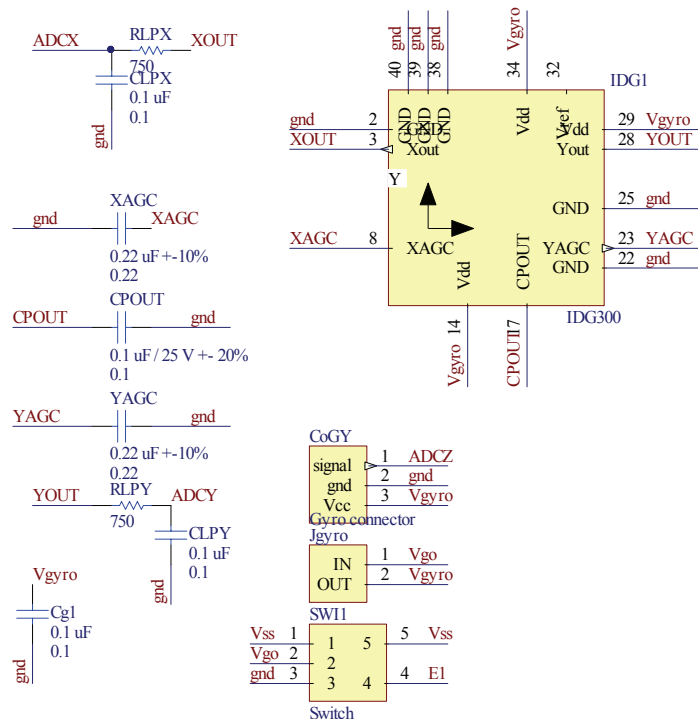 ADCX RLPX XOUT
750
CLPX
0.1 uF
0.1
gnd
XAGC
gnd XAGC
0.22 uF +-10%
0.22
CPOUT
CPOUT gnd
0.1 uF / 25 V +- 20%
0.1
YAGC
YAGC gnd
0.22 uF +-10%
0.22
YOUT RLPY ADCY
750
CLPY
0.1 uF
0.1
gnd
Vgyro
Cg1
0.1 uF
0.1
gnd
gnd gnd gnd Vgyro
40 39 38 34 32
IDG1
GND GND GND Vdd Vref
gnd 2 GND Vdd 29 Vgyro
XOUT 3 Xout Yout 28 YOUT
Y
GND 25 gnd
XAGC 8 XAGC YAGC 23 YAGC
GND 22 gnd
Vdd CPOUT
IDG300
14 17
Vgyro CPOUT
CoGY
signal 1 ADCZ
gnd 2 gnd
Vcc 3 Vgyro
Gyro connector
Jgyro
IN 1 Vgo
OUT 2 Vgyro
SWI1
Vss 1 1 5 5 Vss
Vgo 2 2
gnd 3 3 4 4 E1
Switch